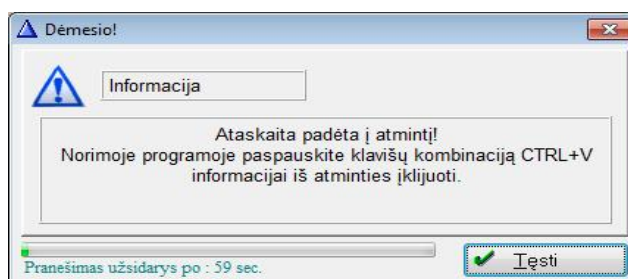 Dėmesio!
Informacija
Ataskaita padėta į atmintį!
Norimoje programoje paspauskite klavišų kombinaciją CTRL+V
informacijai iš atminties įklijuoti.
Pranešimas užsidarys po : 59 sec.
Tęsti